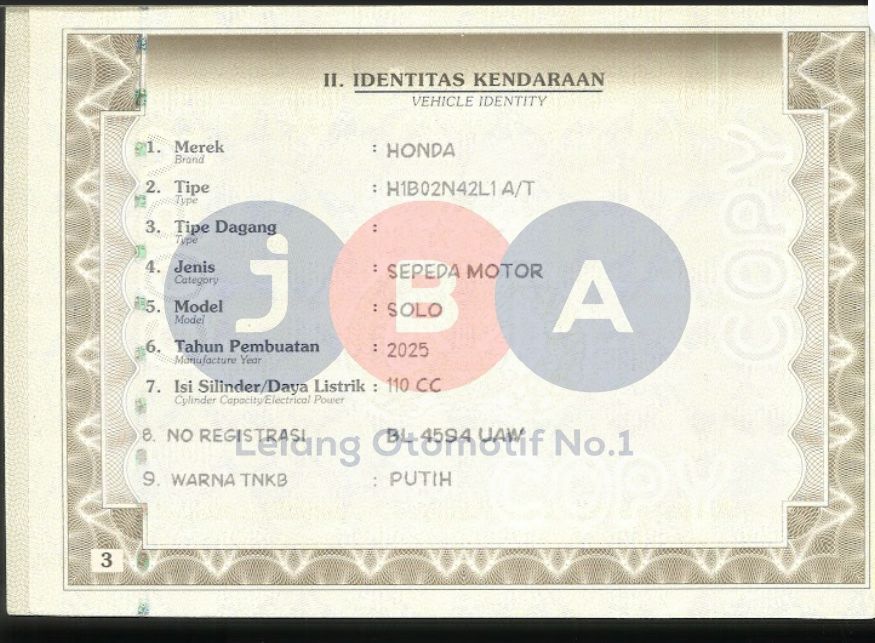 II. IDENTITAS KENDARAAN
VEHICLE IDENTITY
1. Merek : HONDA
Brand
2. Tipe : H1B02N42L1 A/T
Type
3. Tipe Dagang :
Type
4. Jenis : SEPEDA MOTOR
Category
5. Model : SOLO
Model
6. Tahun Pembuatan : 2025
Manufacture Year
7. Isi Silinder/Daya Listrik : 110 CC
Cylinder Capacity/Electrical Power
8. NO REGISTRASI BL 4594 UAW
9. WARNA TNKB : PUTIH
JBA
Lelang Otomotif No.1
COPY
COPY
3